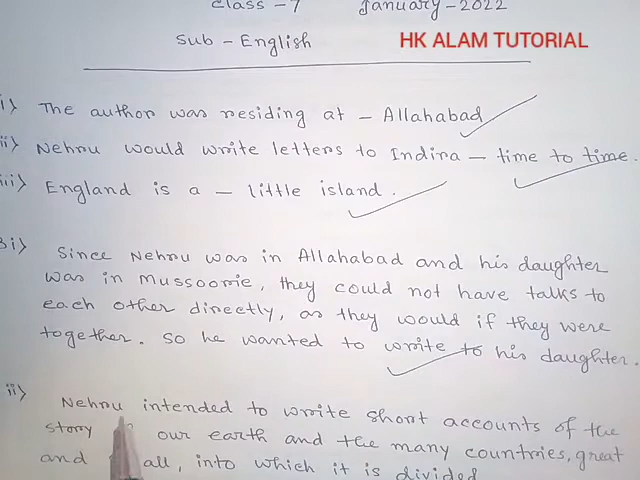 Class - 7 January - 2022
Sub - English
HK ALAM TUTORIAL
i) The author was residing at - Allahabad
ii) Nehru would write letters to Indira - time to time.
iii) England is a - little island.
i) Since Nehru was in Allahabad and his daughter
was in Mussoorie, they could not have talks to
each other directly, as they would if they were
together. So he wanted to write to his daughter.
ii) Nehru intended to write short accounts of the
story our earth and the many countries, great
and all, into which it is divided